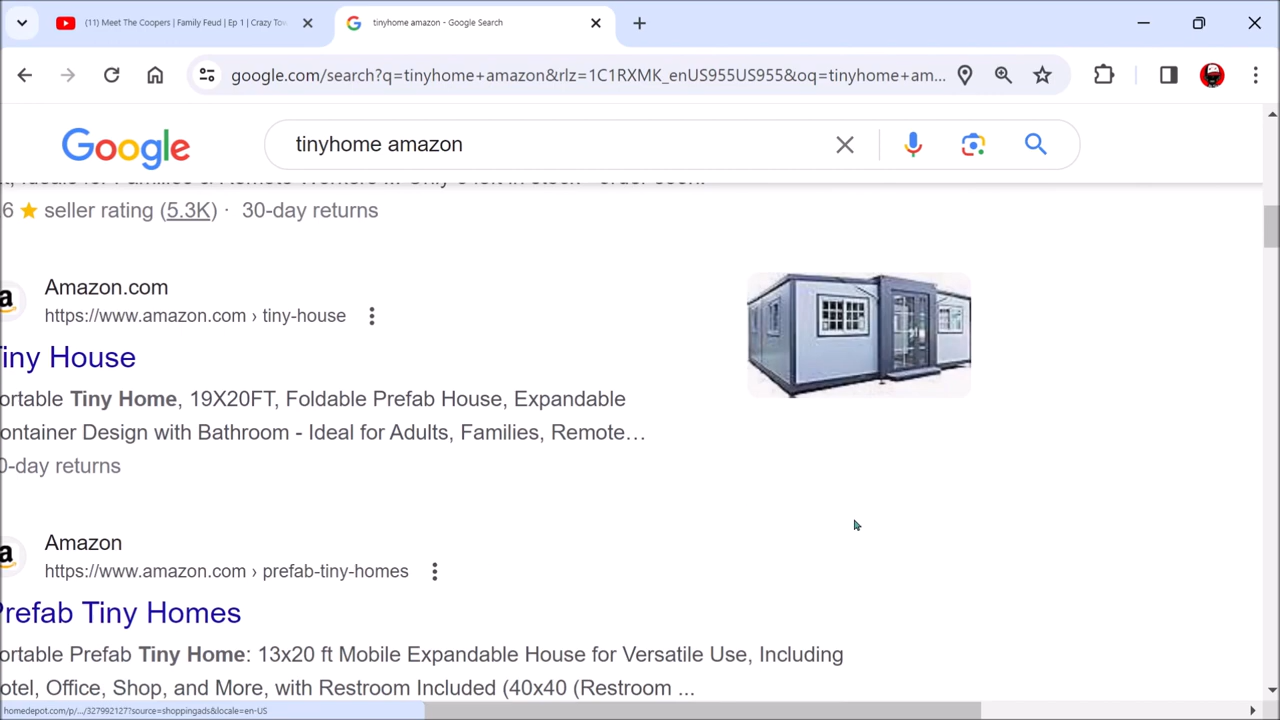 (11) Meet The Coopers | Family Feud | Ep 1 | Crazy Tow
tinyhome amazon - Google Search
google.com/search?q=tinyhome+amazon&rlz=1C1RXMK_enUS955US955&oq=tinyhome+am...
Google
tinyhome amazon
6 seller rating (5.3K) · 30-day returns
Amazon.com
https://www.amazon.com › tiny-house
iny House
ortable Tiny Home, 19X20FT, Foldable Prefab House, Expandable
ontainer Design with Bathroom - Ideal for Adults, Families, Remote…
0-day returns
Amazon
https://www.amazon.com › prefab-tiny-homes
Prefab Tiny Homes
ortable Prefab Tiny Home: 13x20 ft Mobile Expandable House for Versatile Use, Including
otel, Office, Shop, and More, with Restroom Included (40x40 (Restroom ...
homedepot.com/p/.../327992127?source=shoppingads&locale=en-US